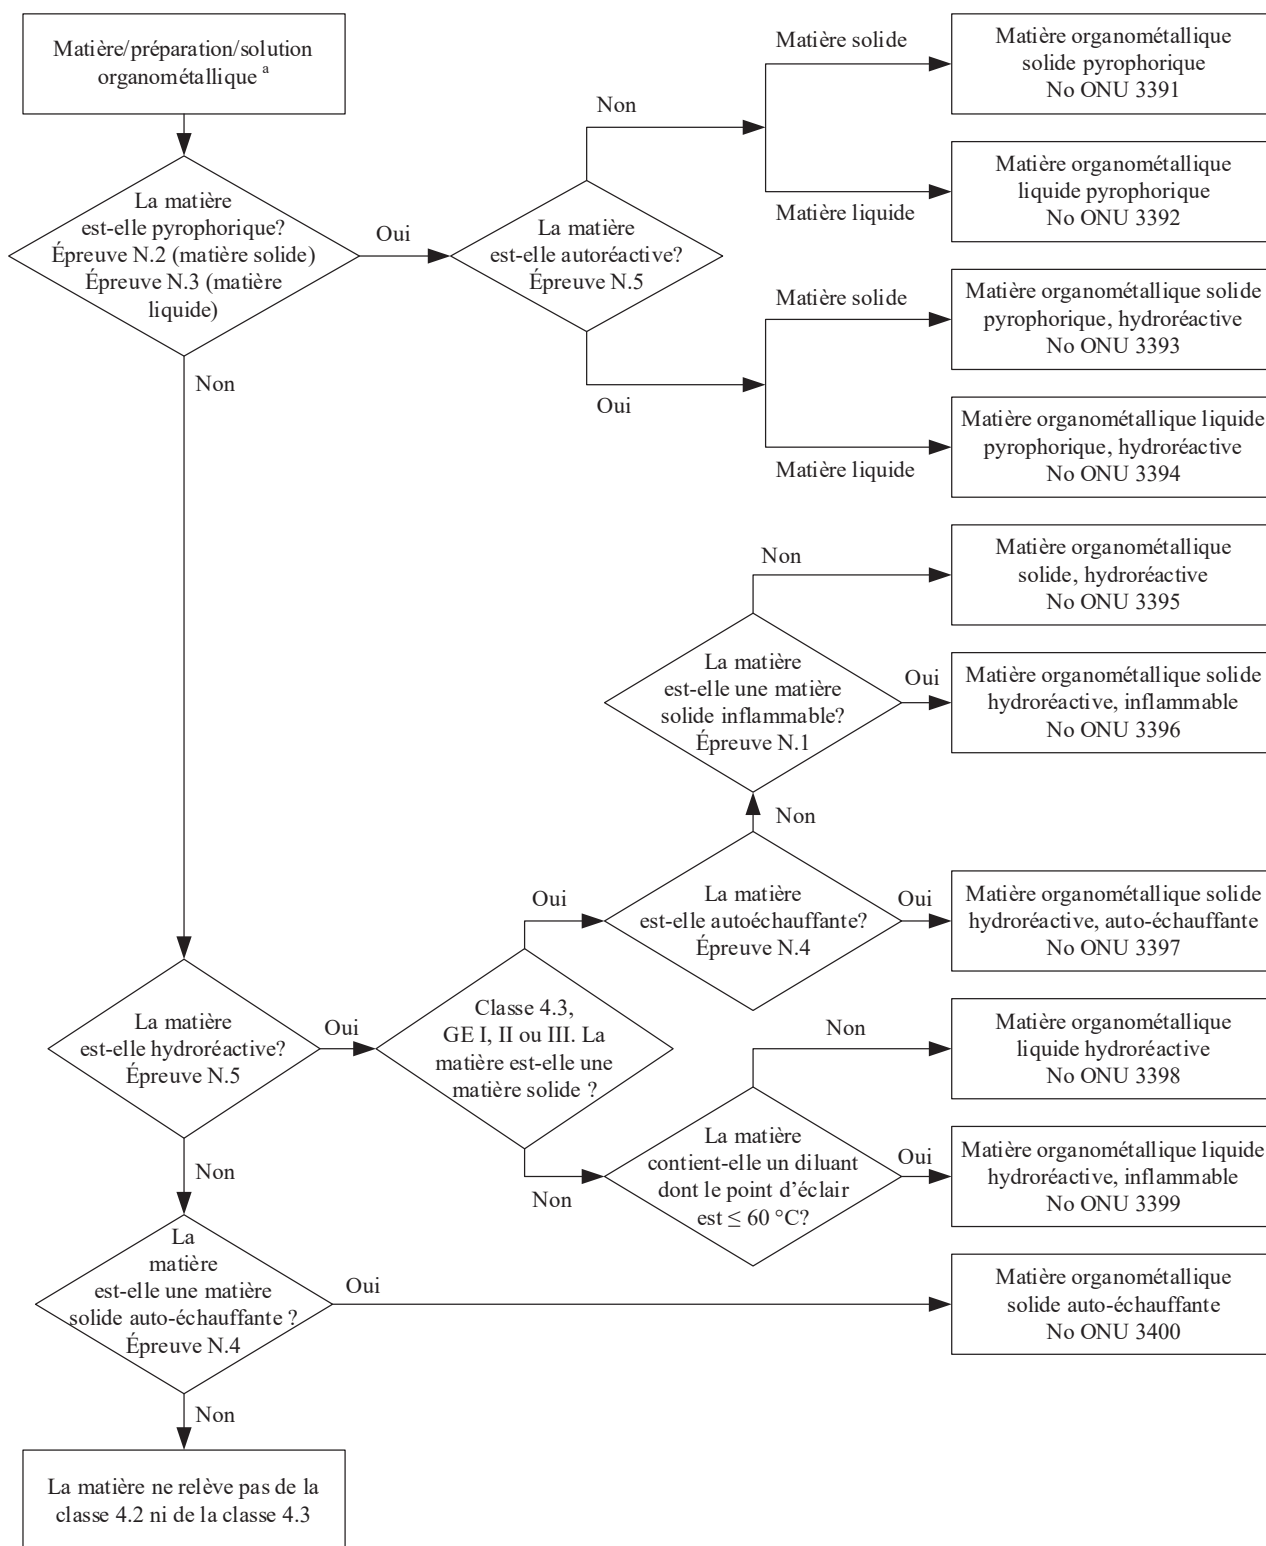 Matière/préparation/solution
organométallique a
La matière
est-elle pyrophorique?
Épreuve N.2 (matière solide)
Épreuve N.3 (matière
liquide)
Oui
Non
La matière
est-elle autoréactive?
Épreuve N.5
Non
Oui
Matière solide
Matière liquide
Matière organométallique
solide pyrophorique
No ONU 3391
Matière organométallique
liquide pyrophorique
No ONU 3392
Matière solide
Matière liquide
Matière organométallique solide
pyrophorique, hydroréactive
No ONU 3393
Matière organométallique liquide
pyrophorique, hydroréactive
No ONU 3394
Non
Matière organométallique
solide, hydroréactive
No ONU 3395
La matière
est-elle une matière
solide inflammable?
Épreuve N.1
Oui
Matière organométallique solide
hydroréactive, inflammable
No ONU 3396
Non
Oui
La matière
est-elle autoéchauffante?
Épreuve N.4
Oui
Matière organométallique solide
hydroréactive, auto-échauffante
No ONU 3397
La matière
est-elle hydroréactive?
Épreuve N.5
Oui
Classe 4.3,
GE I, II ou III. La
matière est-elle une
matière solide ?
Non
Matière organométallique
liquide hydroréactive
No ONU 3398
Non
Non
La matière
contient-elle un diluant
dont le point d’éclair
est ≤ 60 °C?
Oui
Matière organométallique liquide
hydroréactive, inflammable
No ONU 3399
La
matière
est-elle une matière
solide auto-échauffante ?
Épreuve N.4
Oui
Matière organométallique
solide auto-échauffante
No ONU 3400
Non
La matière ne relève pas de la
classe 4.2 ni de la classe 4.3